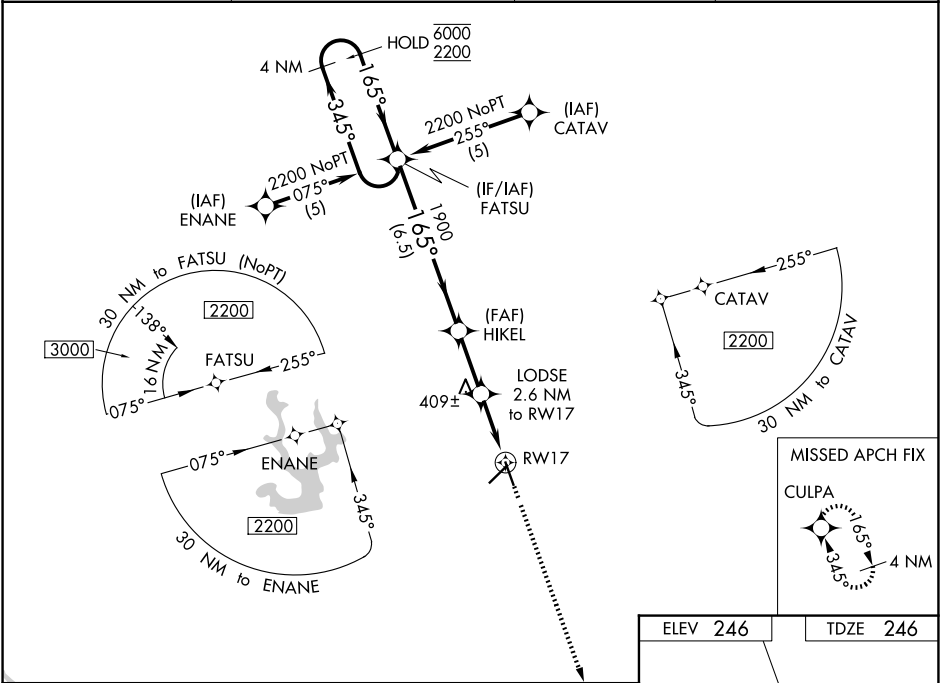 HOLD 6000
2200
4 NM
165°
345°
2200 NoPT
255°
(5)
(IAF)
CATAV
2200 NoPT
075°
(5)
(IAF)
ENANE
(IF/IAF)
FATSU
1900
165°
(6.5)
(FAF)
HIKEL
LODSE
2.6 NM
to RW17
409±
RW17
30 NM to FATSU (NoPT)
2200
138°
3000
16 NM
FATSU
075°
255°
075°
ENANE
345°
2200
30 NM to ENANE
255°
CATAV
2200
345°
30 NM to CATAV
MISSED APCH FIX
CULPA
165°
345°
4 NM
ELEV 246
TDZE 246